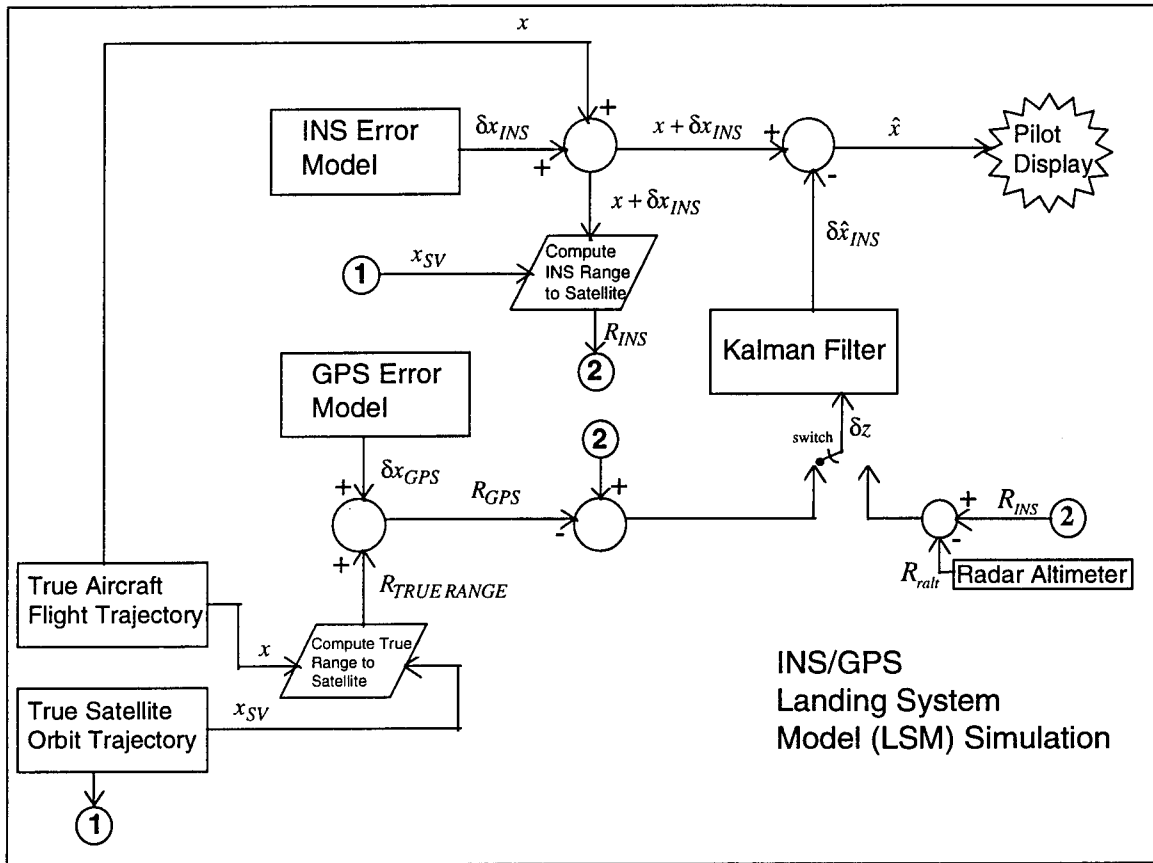 x
INS Error
Model
δx_INS
+
+
x + δx_INS
+
-
x̂
Pilot
Display
x + δx_INS
1
x_SV
Compute
INS Range
to Satellite
δx̂_INS
R_INS
2
Kalman Filter
GPS Error
Model
2
switch
δz
δx_GPS
+
+
R_GPS
+
-
+
-
R_INS
2
R_ralt
Radar Altimeter
True Aircraft
Flight Trajectory
R_TRUE RANGE
x
Compute True
Range to
Satellite
True Satellite
Orbit Trajectory
x_SV
1
INS/GPS
Landing System
Model (LSM) Simulation